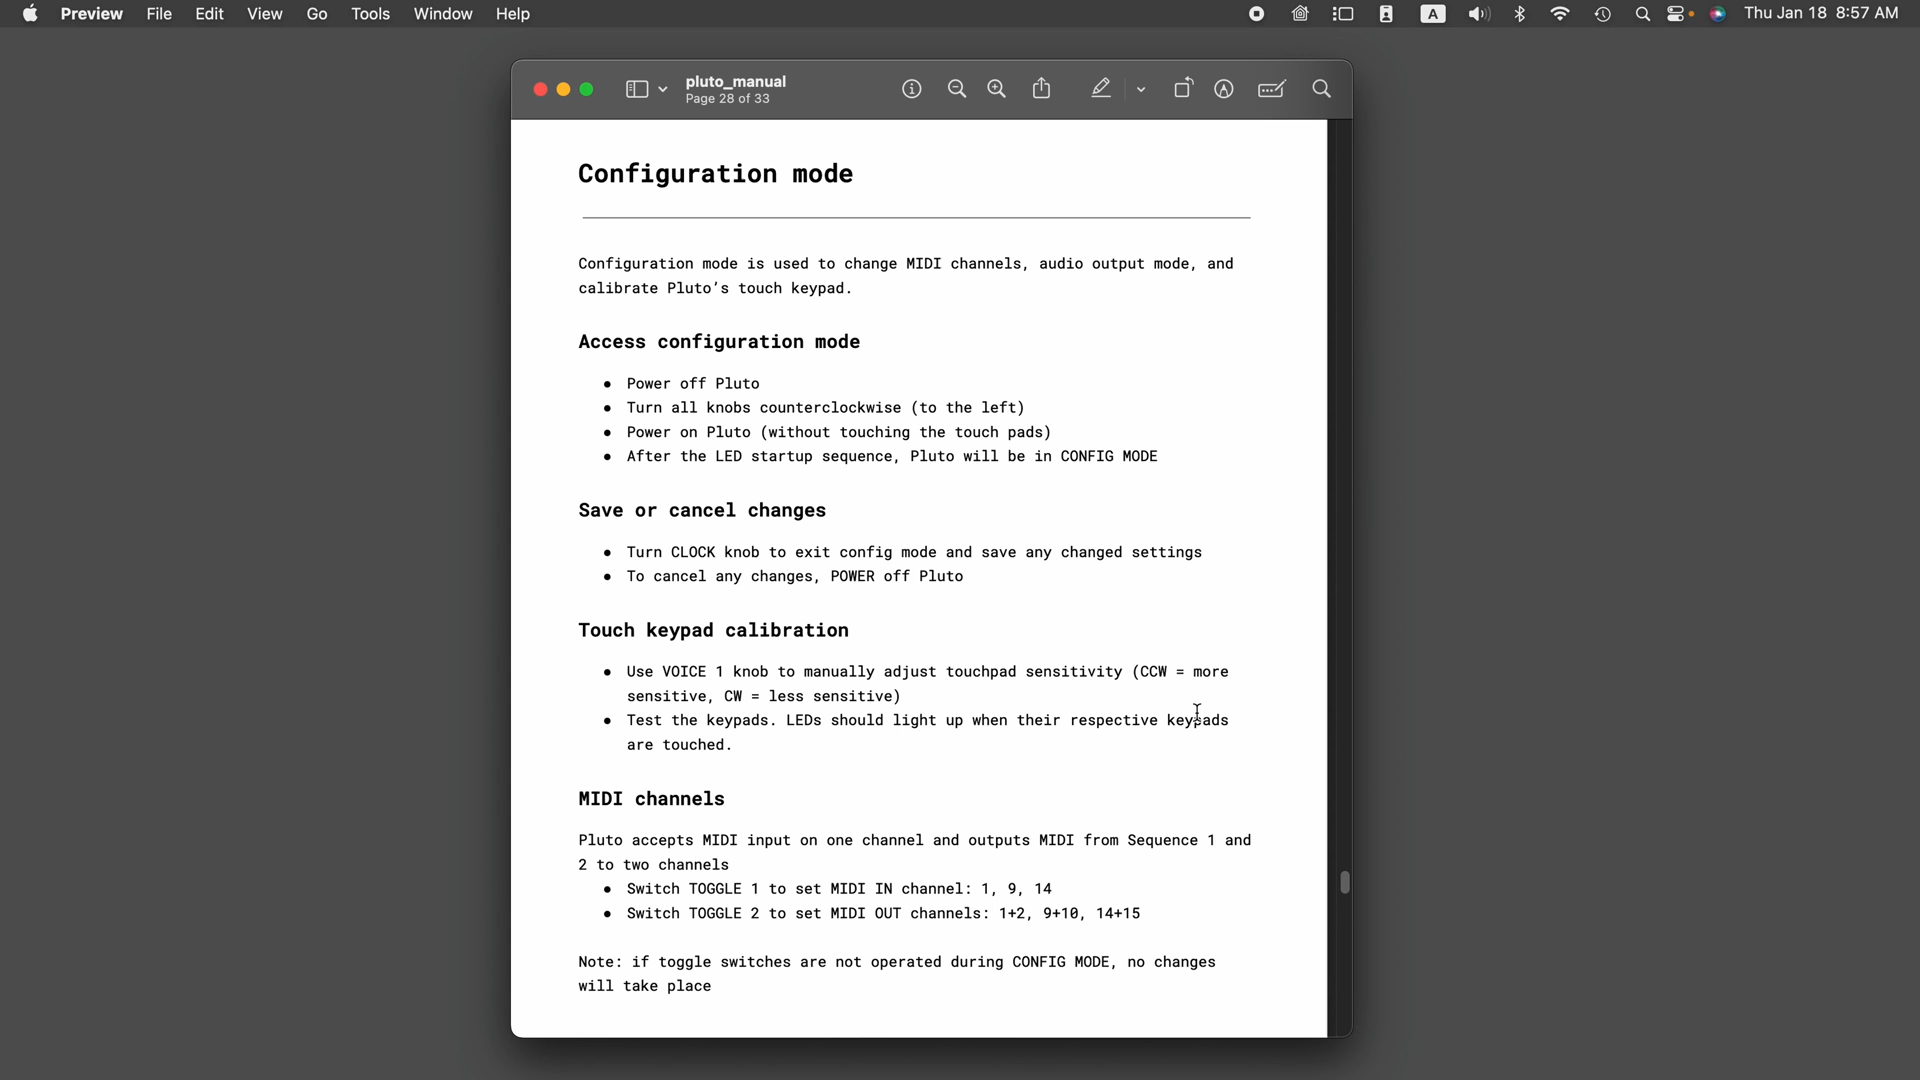 Preview File Edit View Go Tools Window Help A Thu Jan 18 8:57 AM
pluto_manual
Page 28 of 33
Configuration mode
Configuration mode is used to change MIDI channels, audio output mode, and
calibrate Pluto's touch keypad.
Access configuration mode
● Power off Pluto
● Turn all knobs counterclockwise (to the left)
● Power on Pluto (without touching the touch pads)
● After the LED startup sequence, Pluto will be in CONFIG MODE
Save or cancel changes
● Turn CLOCK knob to exit config mode and save any changed settings
● To cancel any changes, POWER off Pluto
Touch keypad calibration
● Use VOICE 1 knob to manually adjust touchpad sensitivity (CCW = more
sensitive, CW = less sensitive)
● Test the keypads. LEDs should light up when their respective keypads
are touched.
MIDI channels
Pluto accepts MIDI input on one channel and outputs MIDI from Sequence 1 and
2 to two channels
● Switch TOGGLE 1 to set MIDI IN channel: 1, 9, 14
● Switch TOGGLE 2 to set MIDI OUT channels: 1+2, 9+10, 14+15
Note: if toggle switches are not operated during CONFIG MODE, no changes
will take place